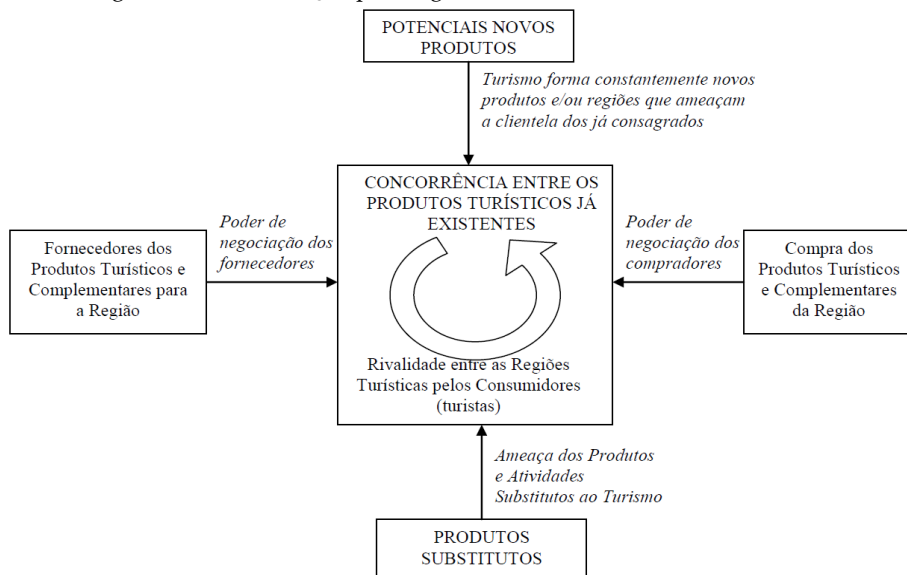 POTENCIAIS NOVOS
PRODUTOS
Turismo forma constantemente novos
produtos e/ou regiões que ameaçam
a clientela dos já consagrados
CONCORRÊNCIA ENTRE OS
PRODUTOS TURÍSTICOS JÁ
EXISTENTES
Poder de
negociação dos
fornecedores
Fornecedores dos
Produtos Turísticos e
Complementares para
a Região
Poder de
negociação dos
compradores
Compra dos
Produtos Turísticos
e Complementares
da Região
Rivalidade entre as Regiões
Turísticas pelos Consumidores
(turistas)
Ameaça dos Produtos
e Atividades
Substitutos ao Turismo
PRODUTOS
SUBSTITUTOS